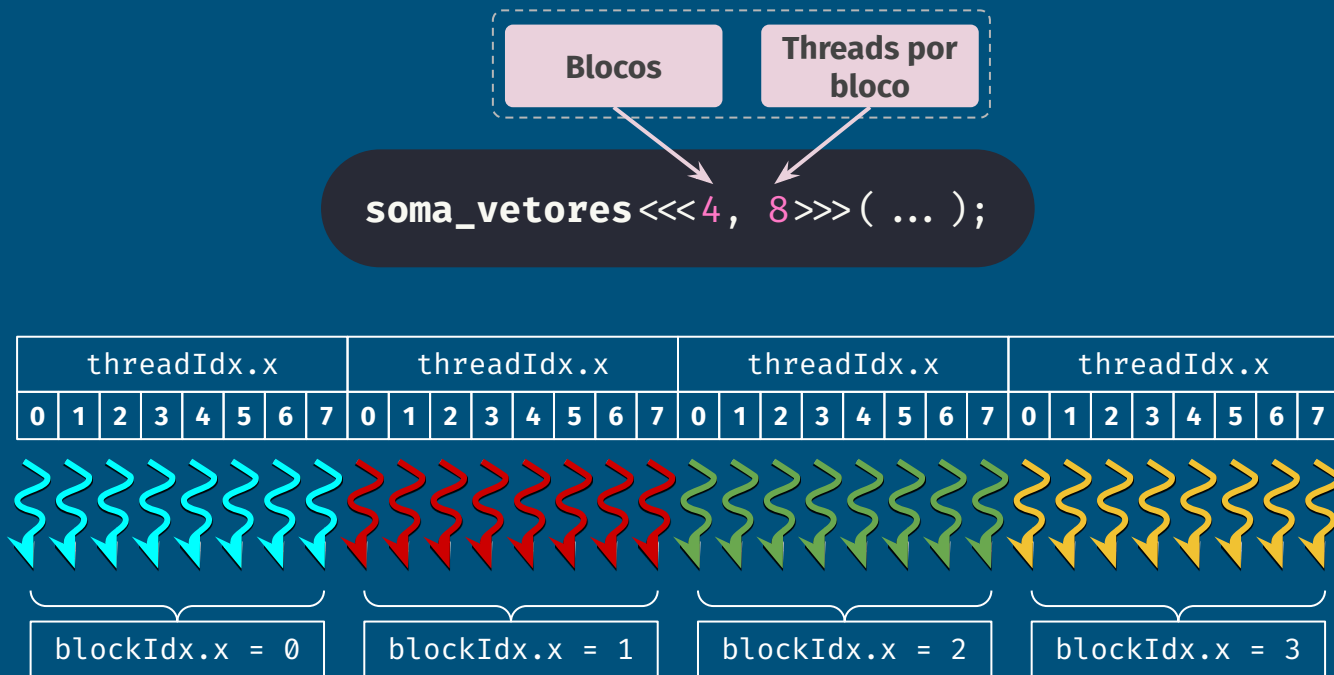 Blocos
Threads por
bloco
soma_vetores<<<4, 8>>>( ... );
threadIdx.x threadIdx.x threadIdx.x threadIdx.x
0 1 2 3 4 5 6 7 0 1 2 3 4 5 6 7 0 1 2 3 4 5 6 7 0 1 2 3 4 5 6 7
blockIdx.x = 0 blockIdx.x = 1 blockIdx.x = 2 blockIdx.x = 3